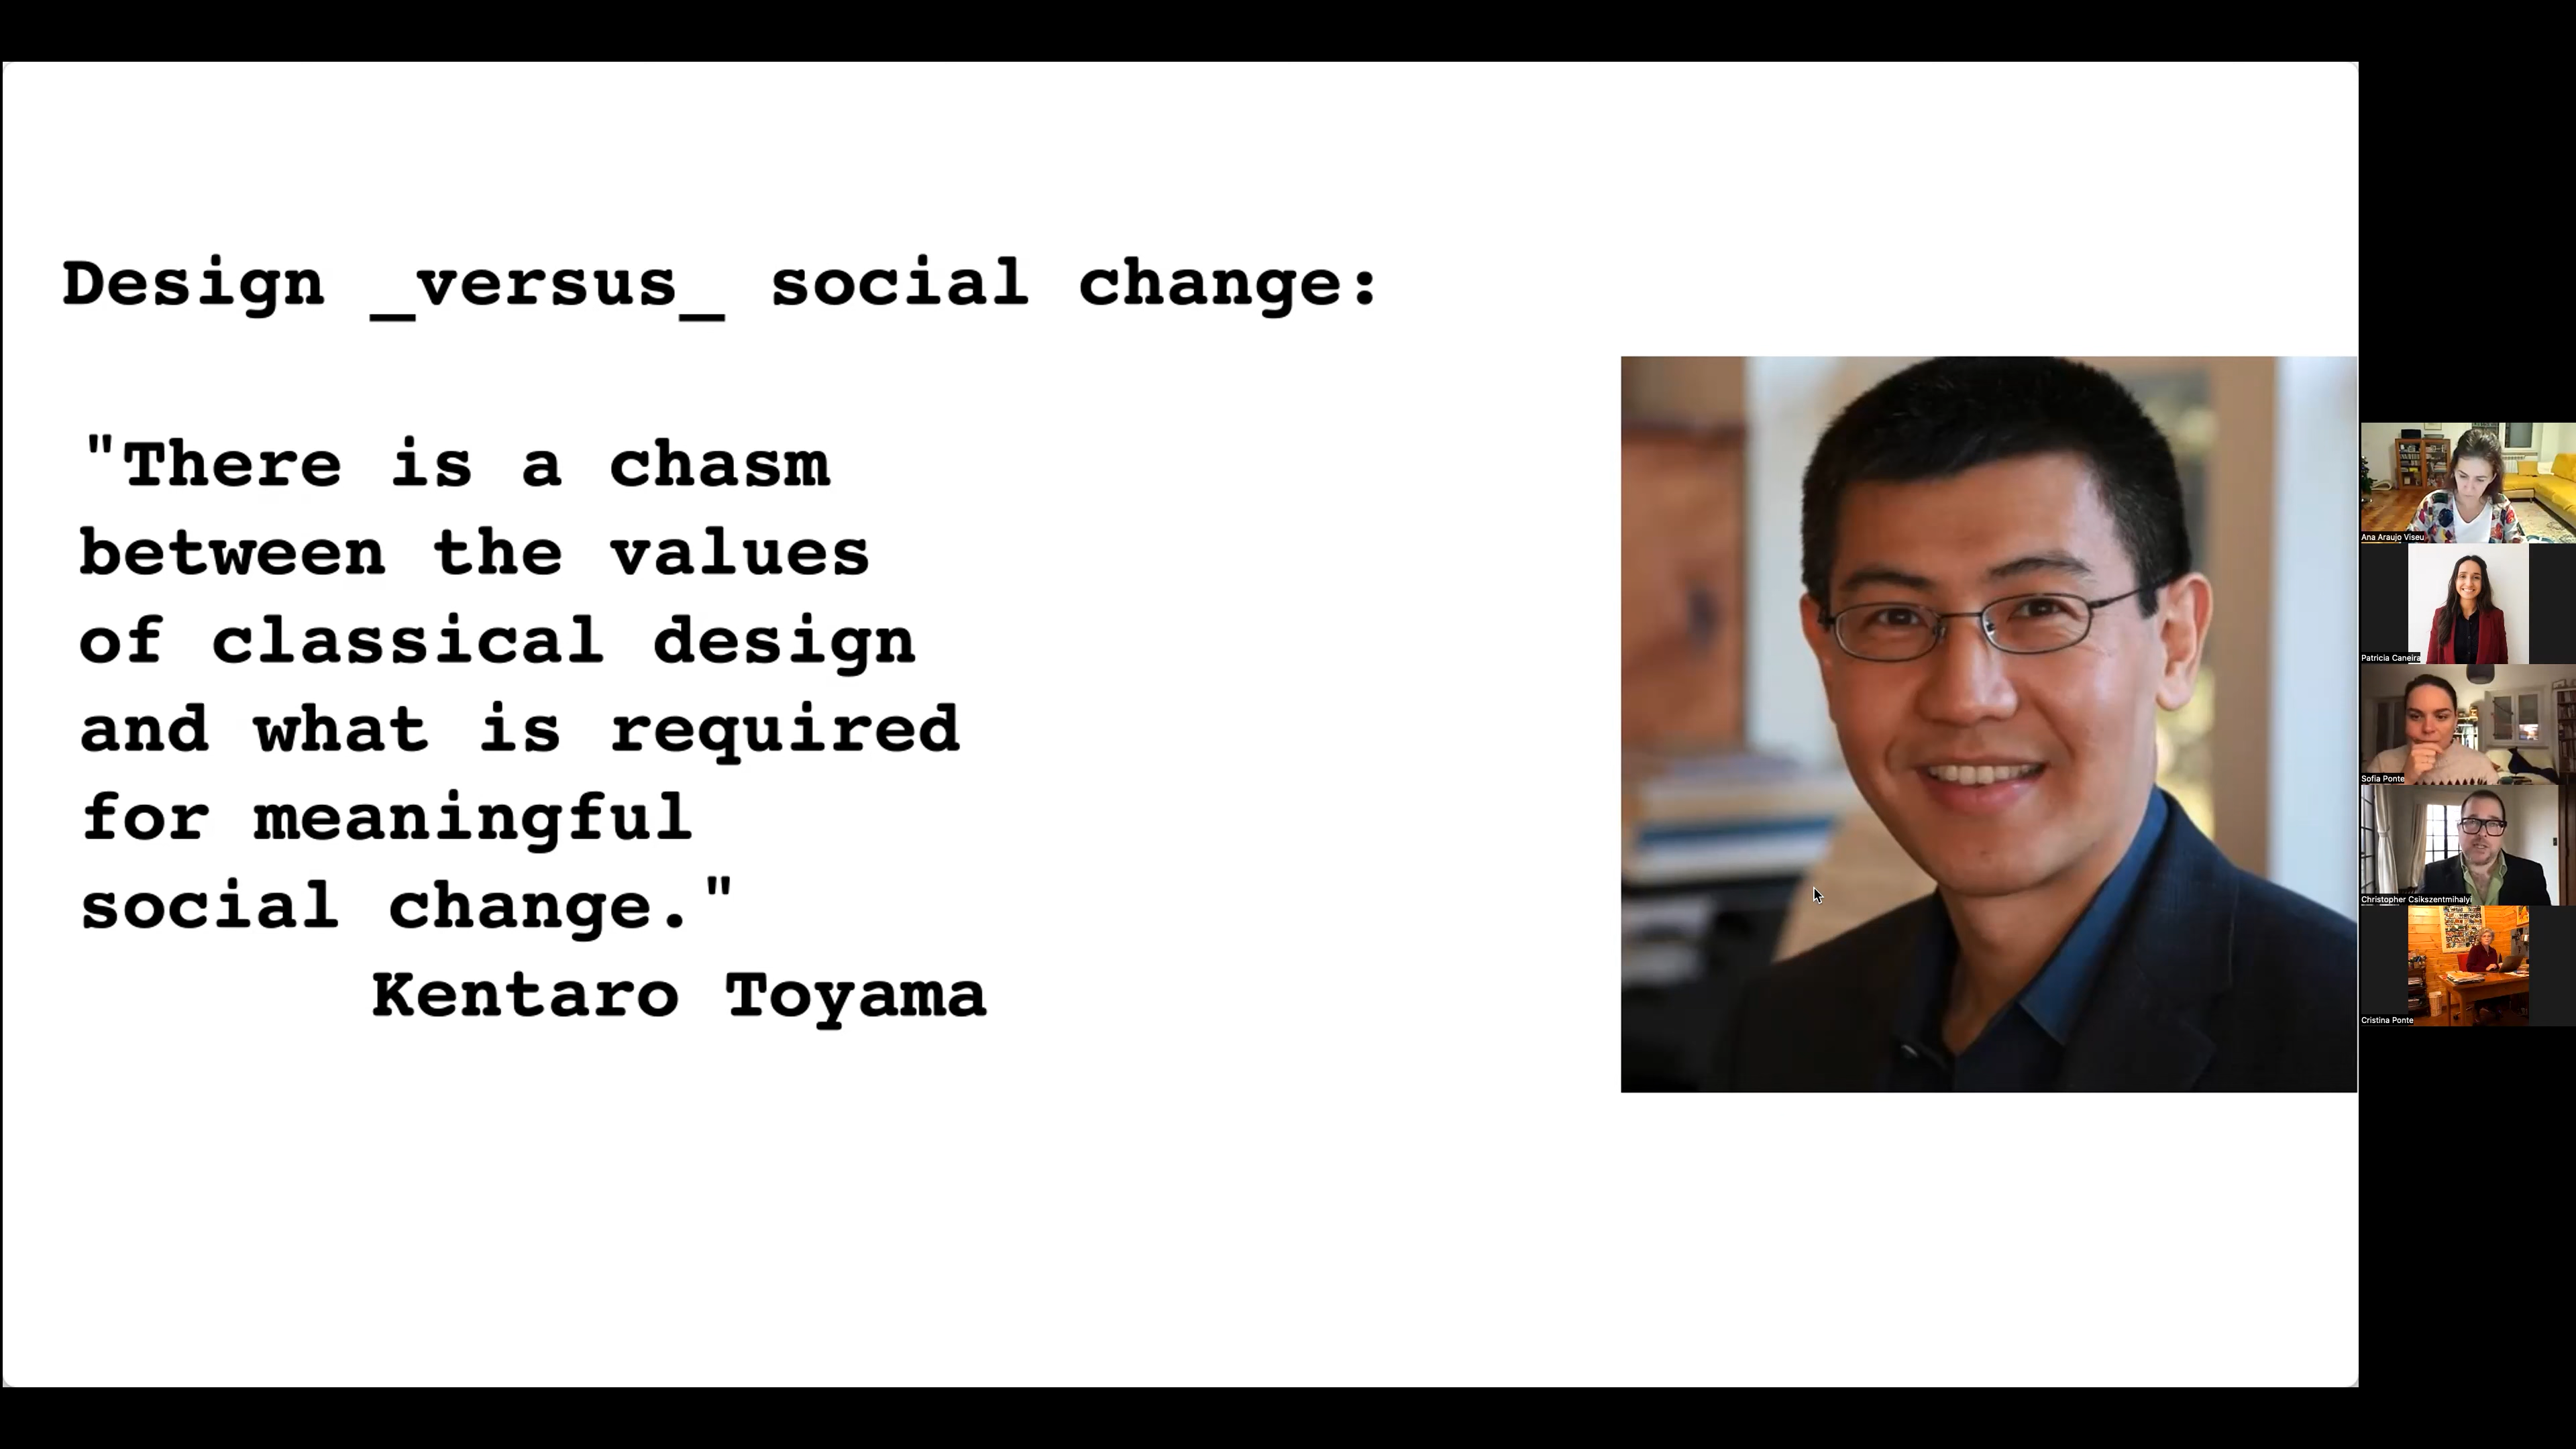 Design _versus_ social change:
"There is a chasm
between the values
of classical design
and what is required
for meaningful
social change."
Kentaro Toyama
Ana Araujo Viseu
Patricia Caneira
Sofia Ponte
Christopher Csikszentmihalyi
Cristina Ponte